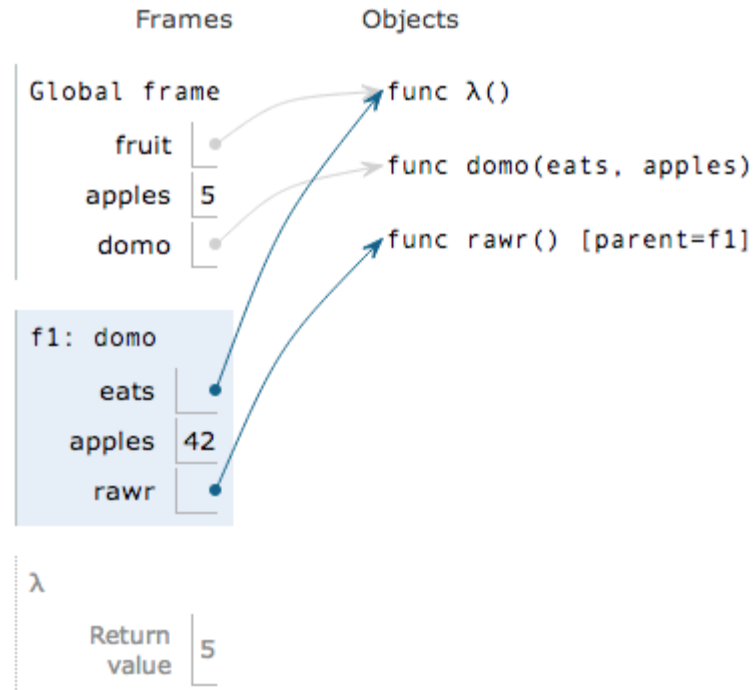 Frames Objects
Global frame func λ()
fruit
func domo(eats, apples)
apples 5
domo func rawr() [parent=f1]
f1: domo
eats
apples 42
rawr
λ
Return
value 5